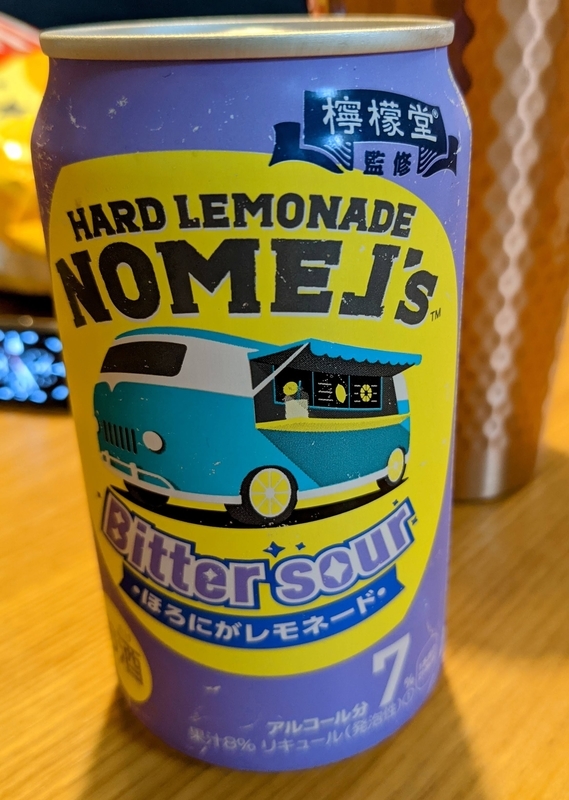 檸檬堂®
監修
HARD LEMONADE
NOMEL's™
Bitter sour
・ほろにがレモネード・
酒
7%
アルコール分
果汁8% リキュール(発泡性)①